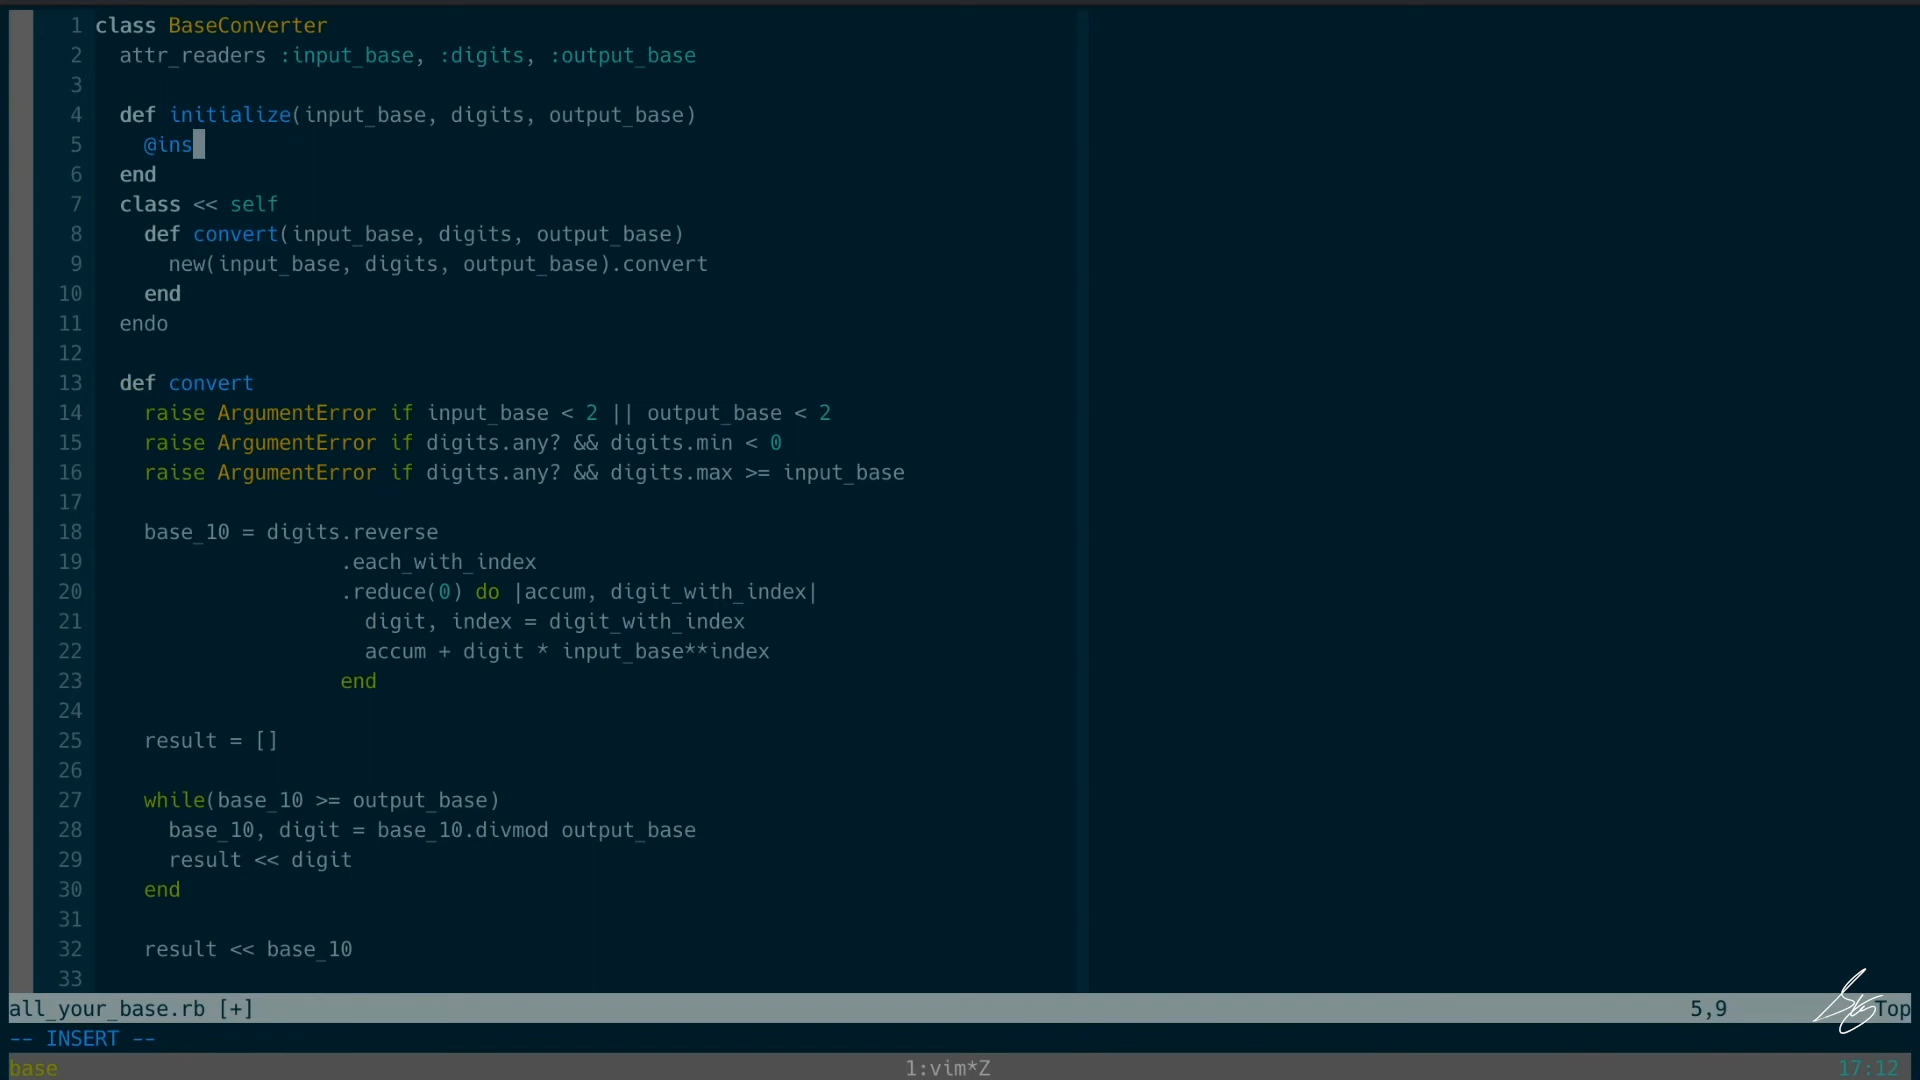 1 class BaseConverter
2   attr_readers :input_base, :digits, :output_base
3
4   def initialize(input_base, digits, output_base)
5     @ins
6   end
7   class << self
8     def convert(input_base, digits, output_base)
9       new(input_base, digits, output_base).convert
10     end
11   endo
12
13   def convert
14     raise ArgumentError if input_base < 2 || output_base < 2
15     raise ArgumentError if digits.any? && digits.min < 0
16     raise ArgumentError if digits.any? && digits.max >= input_base
17
18     base_10 = digits.reverse
19                     .each_with_index
20                     .reduce(0) do |accum, digit_with_index|
21                       digit, index = digit_with_index
22                       accum + digit * input_base**index
23                     end
24
25     result = []
26
27     while(base_10 >= output_base)
28       base_10, digit = base_10.divmod output_base
29       result << digit
30     end
31
32     result << base_10
33
all_your_base.rb [+] 5,9 Top
-- INSERT --
base 1:vim*Z 17:12